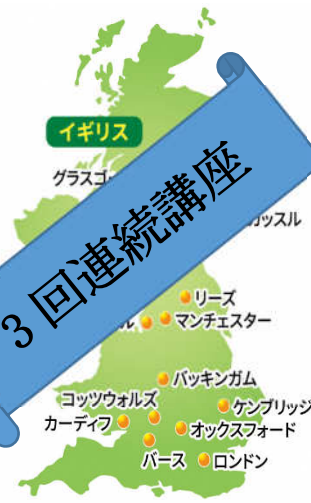 イギリス
グラスゴ
3回連続講座
カッスル
リーズ
ル
マンチェスター
バッキンガム
コッツウォルズ
ケンブリッジ
カーディフ
オックスフォード
バース
ロンドン